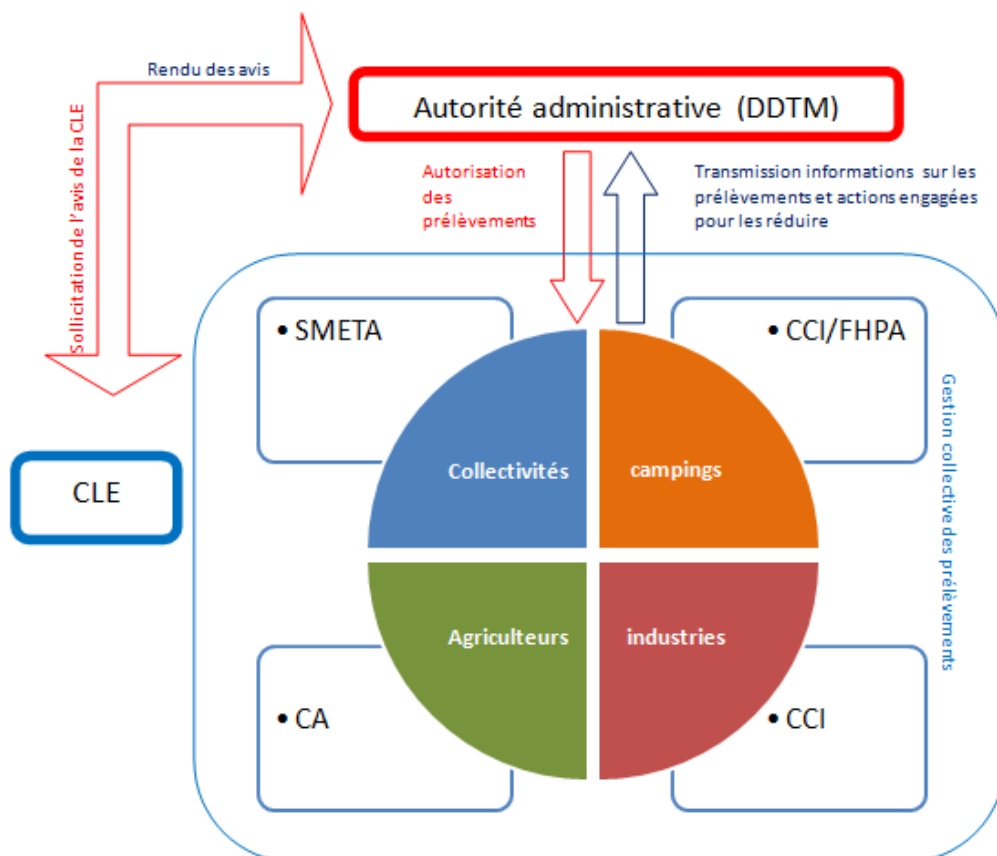 Rendu des avis
Autorité administrative (DDTM)
Sollicitation de l'avis de la CLE
Autorisation
des
prélèvements
Transmission informations sur les
prélèvements et actions engagées
pour les réduire
• SMETA
• CCI/FHPA
Gestion collective des prélèvements
Collectivités
campings
CLE
Agriculteurs
industries
• CA
• CCI